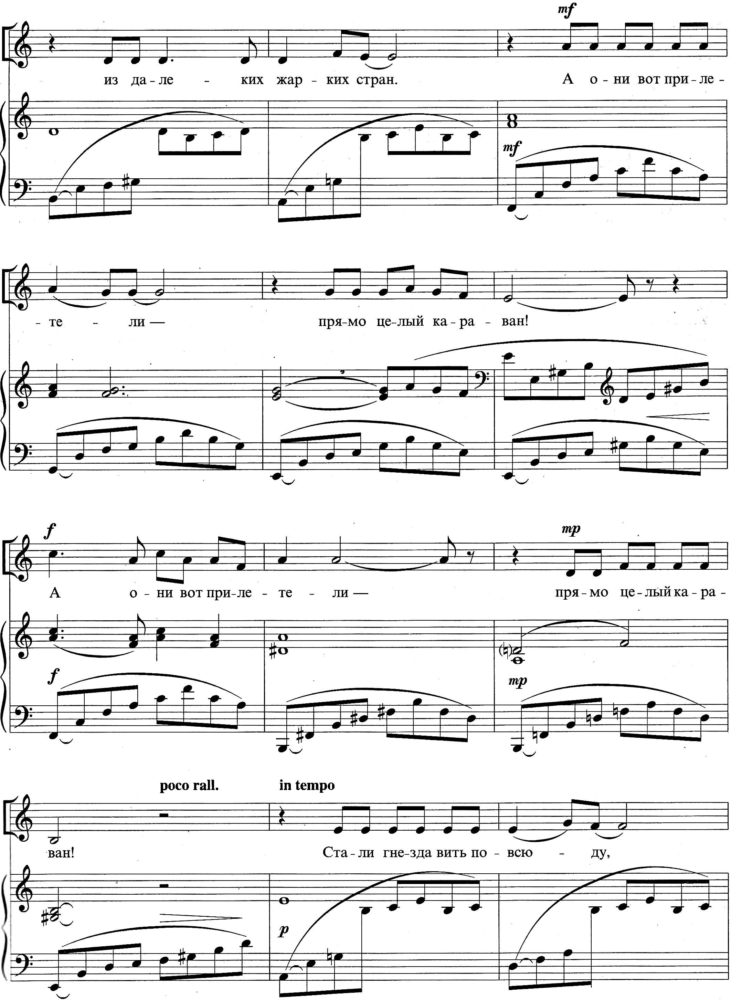 mf
из да - ле - ких жар - ких стран. А о - ни вот при - ле -
mf
- те - ли — пря - мо це - лый ка - ра - ван!
f mp
А о - ни вот при - ле - те - ли — пря - мо це - лый ка - ра -
f mp
poco rall. in tempo
ван! Ста - ли гне - зда вить по - всю - ду,
p